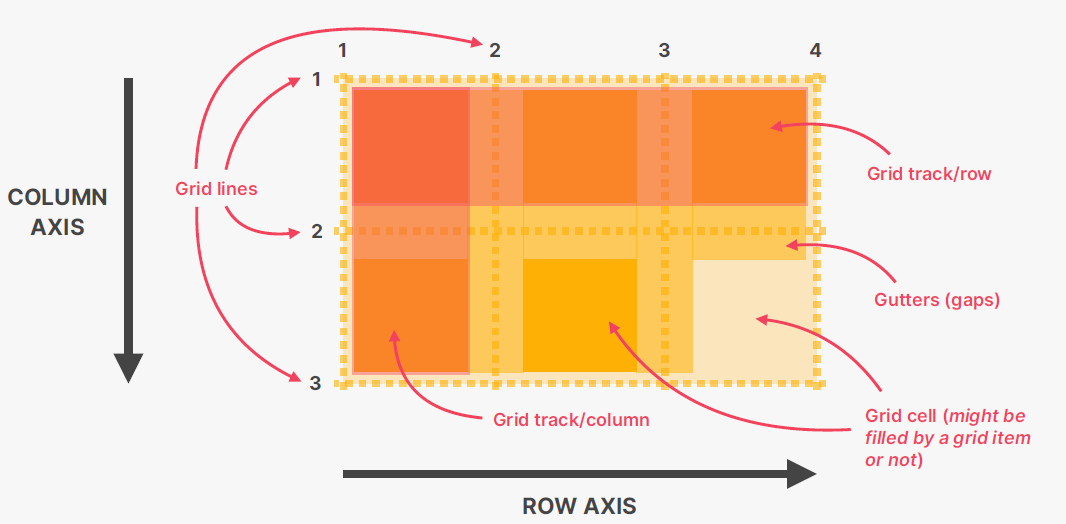 1
2
3
4
1
2
3
COLUMN
AXIS
Grid lines
Grid track/row
Gutters (gaps)
Grid track/column
Grid cell (might be
filled by a grid item
or not)
ROW AXIS